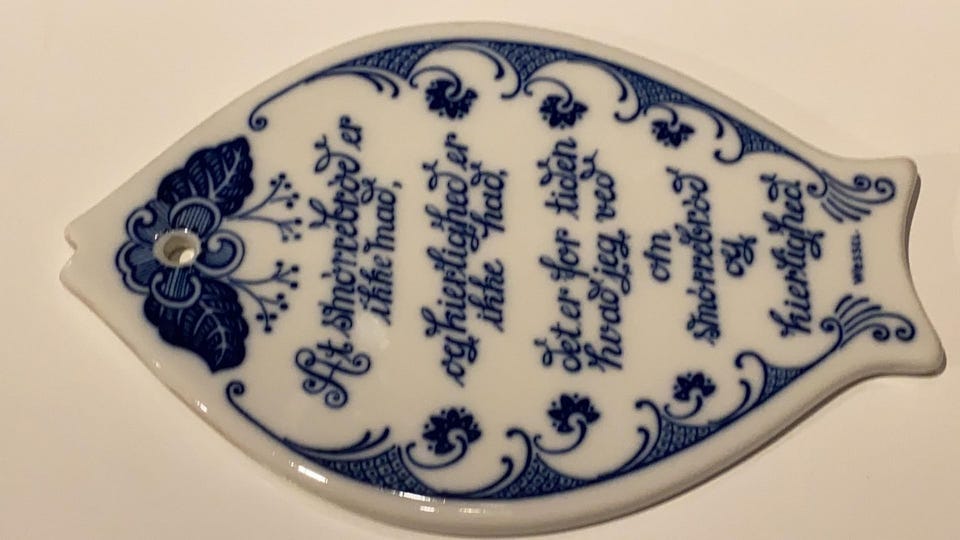 At smørrebrød er
ikke mad,
og kierlighed er
ikke had,
det er for tiden
hvad jeg ved
om
smørrebrød
og
kierlighed
WESSEL